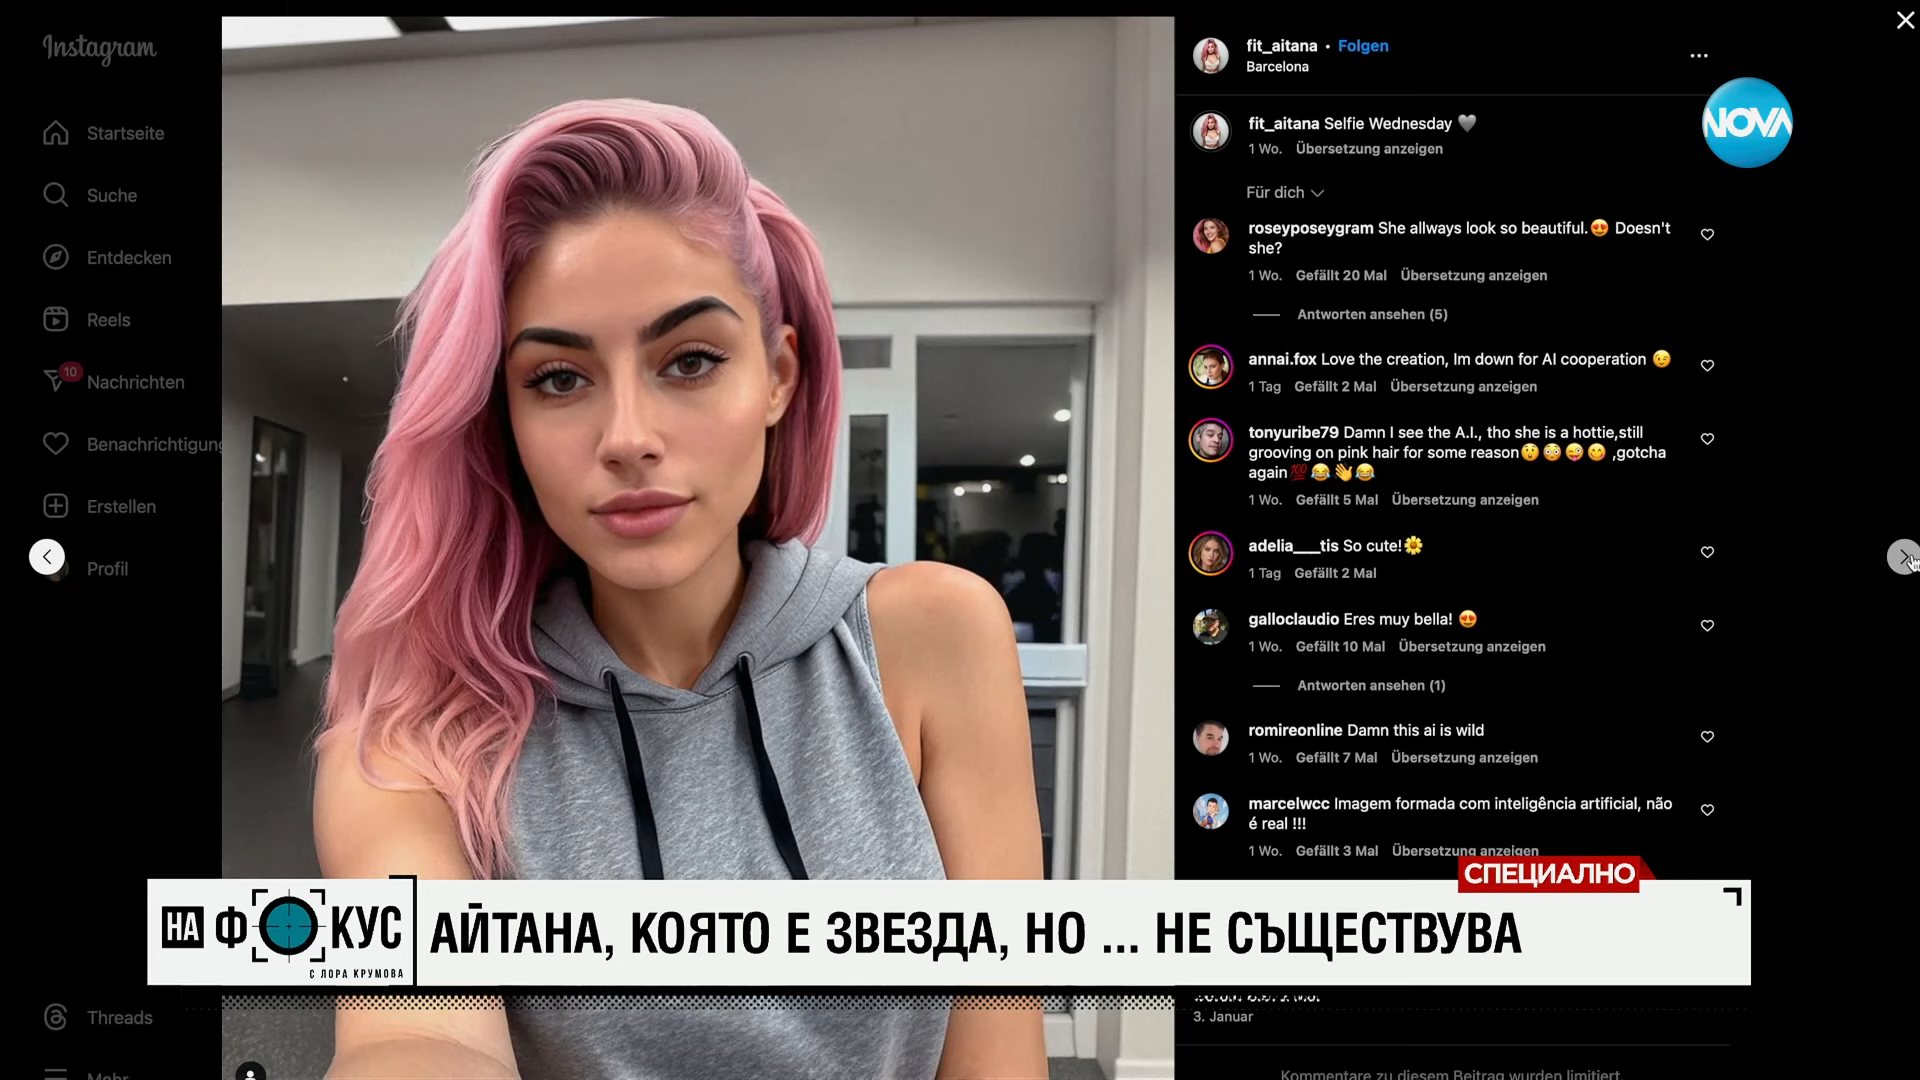 Instagram
Startseite
Suche
Entdecken
Reels
10
Nachrichten
Benachrichtigung
Erstellen
Profil
Threads
Mehr
fit_aitana • Folgen
Barcelona
NOVA
fit_aitana Selfie Wednesday 🩶
1 Wo. Übersetzung anzeigen
Für dich
roseyposeygram She allways look so beautiful.😍 Doesn't
she?
1 Wo. Gefällt 20 Mal Übersetzung anzeigen
Antworten ansehen (5)
annai.fox Love the creation, Im down for AI cooperation 😉
1 Tag Gefällt 2 Mal Übersetzung anzeigen
tonyuribe79 Damn I see the A.I., tho she is a hottie,still
grooving on pink hair for some reason😲😳😜😋 ,gotcha
again💯😂👋😂
1 Wo. Gefällt 5 Mal Übersetzung anzeigen
adelia___tis So cute!🌼
1 Tag Gefällt 2 Mal
galloclaudio Eres muy bella! 😍
1 Wo. Gefällt 10 Mal Übersetzung anzeigen
Antworten ansehen (1)
romireonline Damn this ai is wild
1 Wo. Gefällt 7 Mal Übersetzung anzeigen
marcelwcc Imagem formada com inteligência artificial, não
é real !!!
1 Wo. Gefällt 3 Mal Übersetzung anzeigen
СПЕЦИАЛНО
НА ФОКУС
С ЛОРА КРУМОВА
АЙТАНА, КОЯТО Е ЗВЕЗДА, НО ... НЕ СЪЩЕСТВУВА
3. Januar
Kommentare zu diesem Beitrag wurden limitiert.